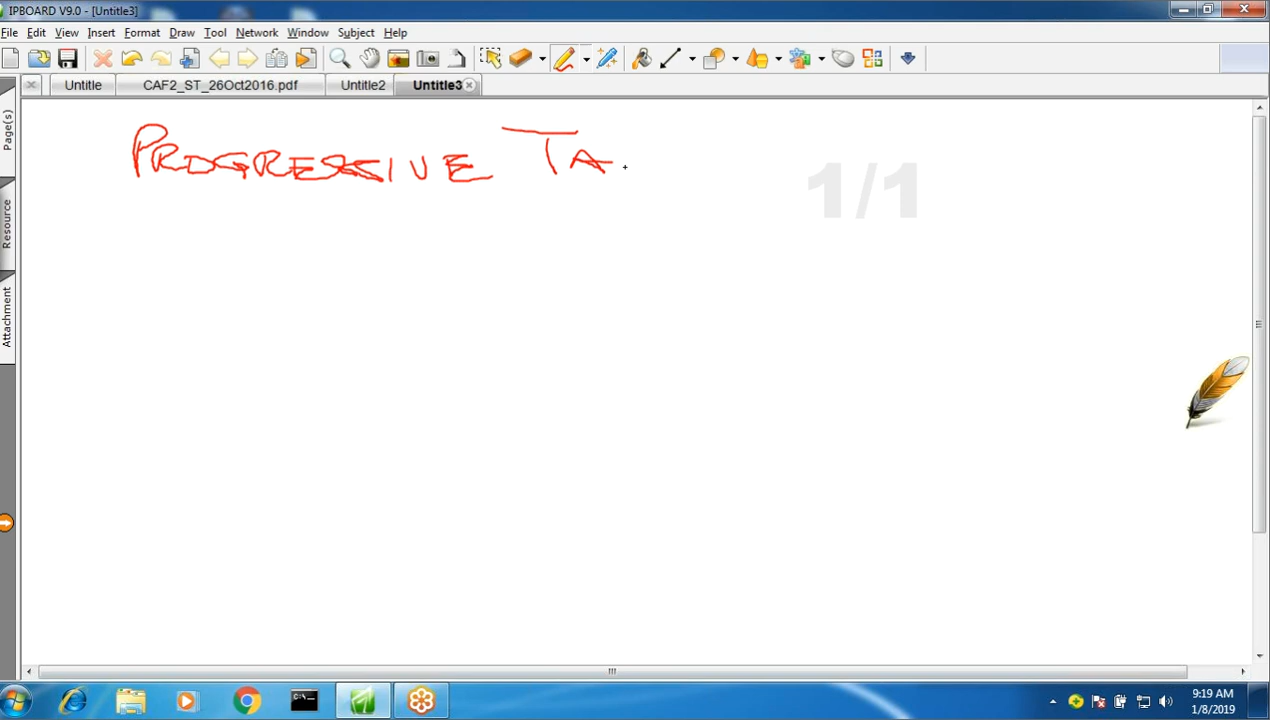 IPBOARD V9.0 - [Untitle3]
File Edit View Insert Format Draw Tool Network Window Subject Help
Untitle CAF2_ST_26Oct2016.pdf Untitle2 Untitle3
Page(s)
Resource
Attachment
PROGRESSIVE TA
1/1
9:19 AM
1/8/2019